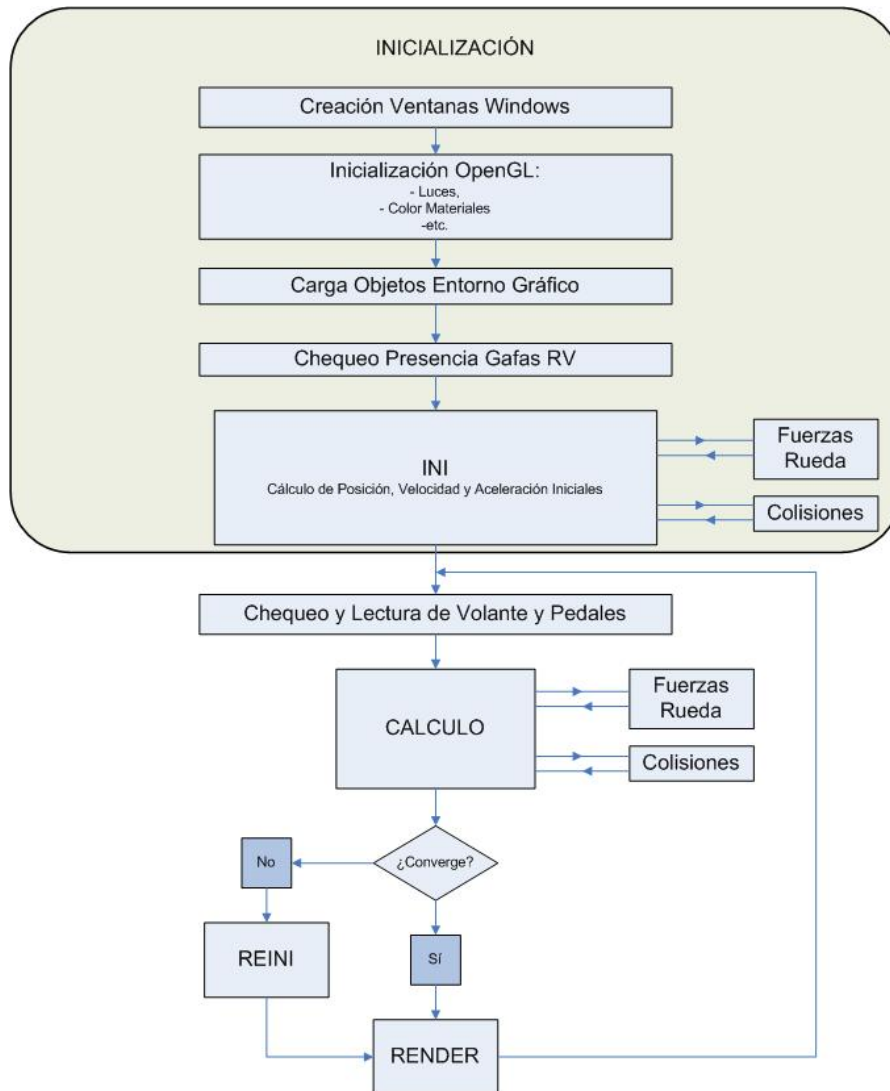 INICIALIZACIÓN
Creación Ventanas Windows
Inicialización OpenGL:
- Luces,
- Color Materiales
-etc.
Carga Objetos Entorno Gráfico
Chequeo Presencia Gafas RV
INI
Cálculo de Posición, Velocidad y Aceleración Iniciales
Fuerzas
Rueda
Colisiones
Chequeo y Lectura de Volante y Pedales
CALCULO
Fuerzas
Rueda
Colisiones
¿Converge?
No
Sí
REINI
RENDER